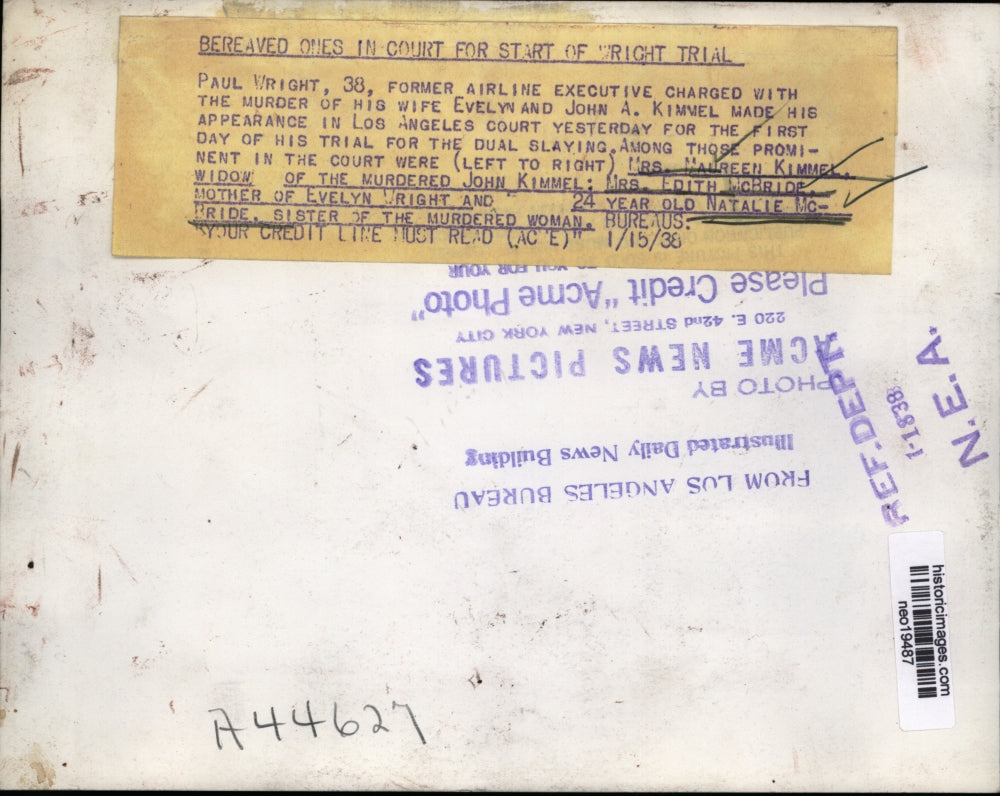 BEREAVED ONES IN COURT FOR START OF WRIGHT TRIAL
PAUL WRIGHT, 38, FORMER AIRLINE EXECUTIVE CHARGED WITH
THE MURDER OF HIS WIFE EVELYN AND JOHN A. KIMMEL MADE HIS
APPEARANCE IN LOS ANGELES COURT YESTERDAY FOR THE FIRST
DAY OF HIS TRIAL FOR THE DUAL SLAYING. AMONG THOSE PROMI-
NENT IN THE COURT WERE (LEFT TO RIGHT) MRS. MAUREEN KIMMEL,
WIDOW OF THE MURDERED JOHN KIMMEL; MRS. EDITH MCBRIDE
MOTHER OF EVELYN WRIGHT AND 24 YEAR OLD NATALIE MC-
BRIDE, SISTER OF THE MURDERED WOMAN. BUREAUS.
"YOUR CREDIT LINE MUST READ (ACME)" 1/15/38
FROM LOS ANGELES BUREAU
Illustrated Daily News Building
PHOTO BY
ACME NEWS PICTURES
220 E. 42nd STREET, NEW YORK CITY
Please Credit "Acme Photo"
TO YOU FOR YOUR
REF. DEPT.
1-1838
N.E.A.
historicimages.com
neo19487
A44627